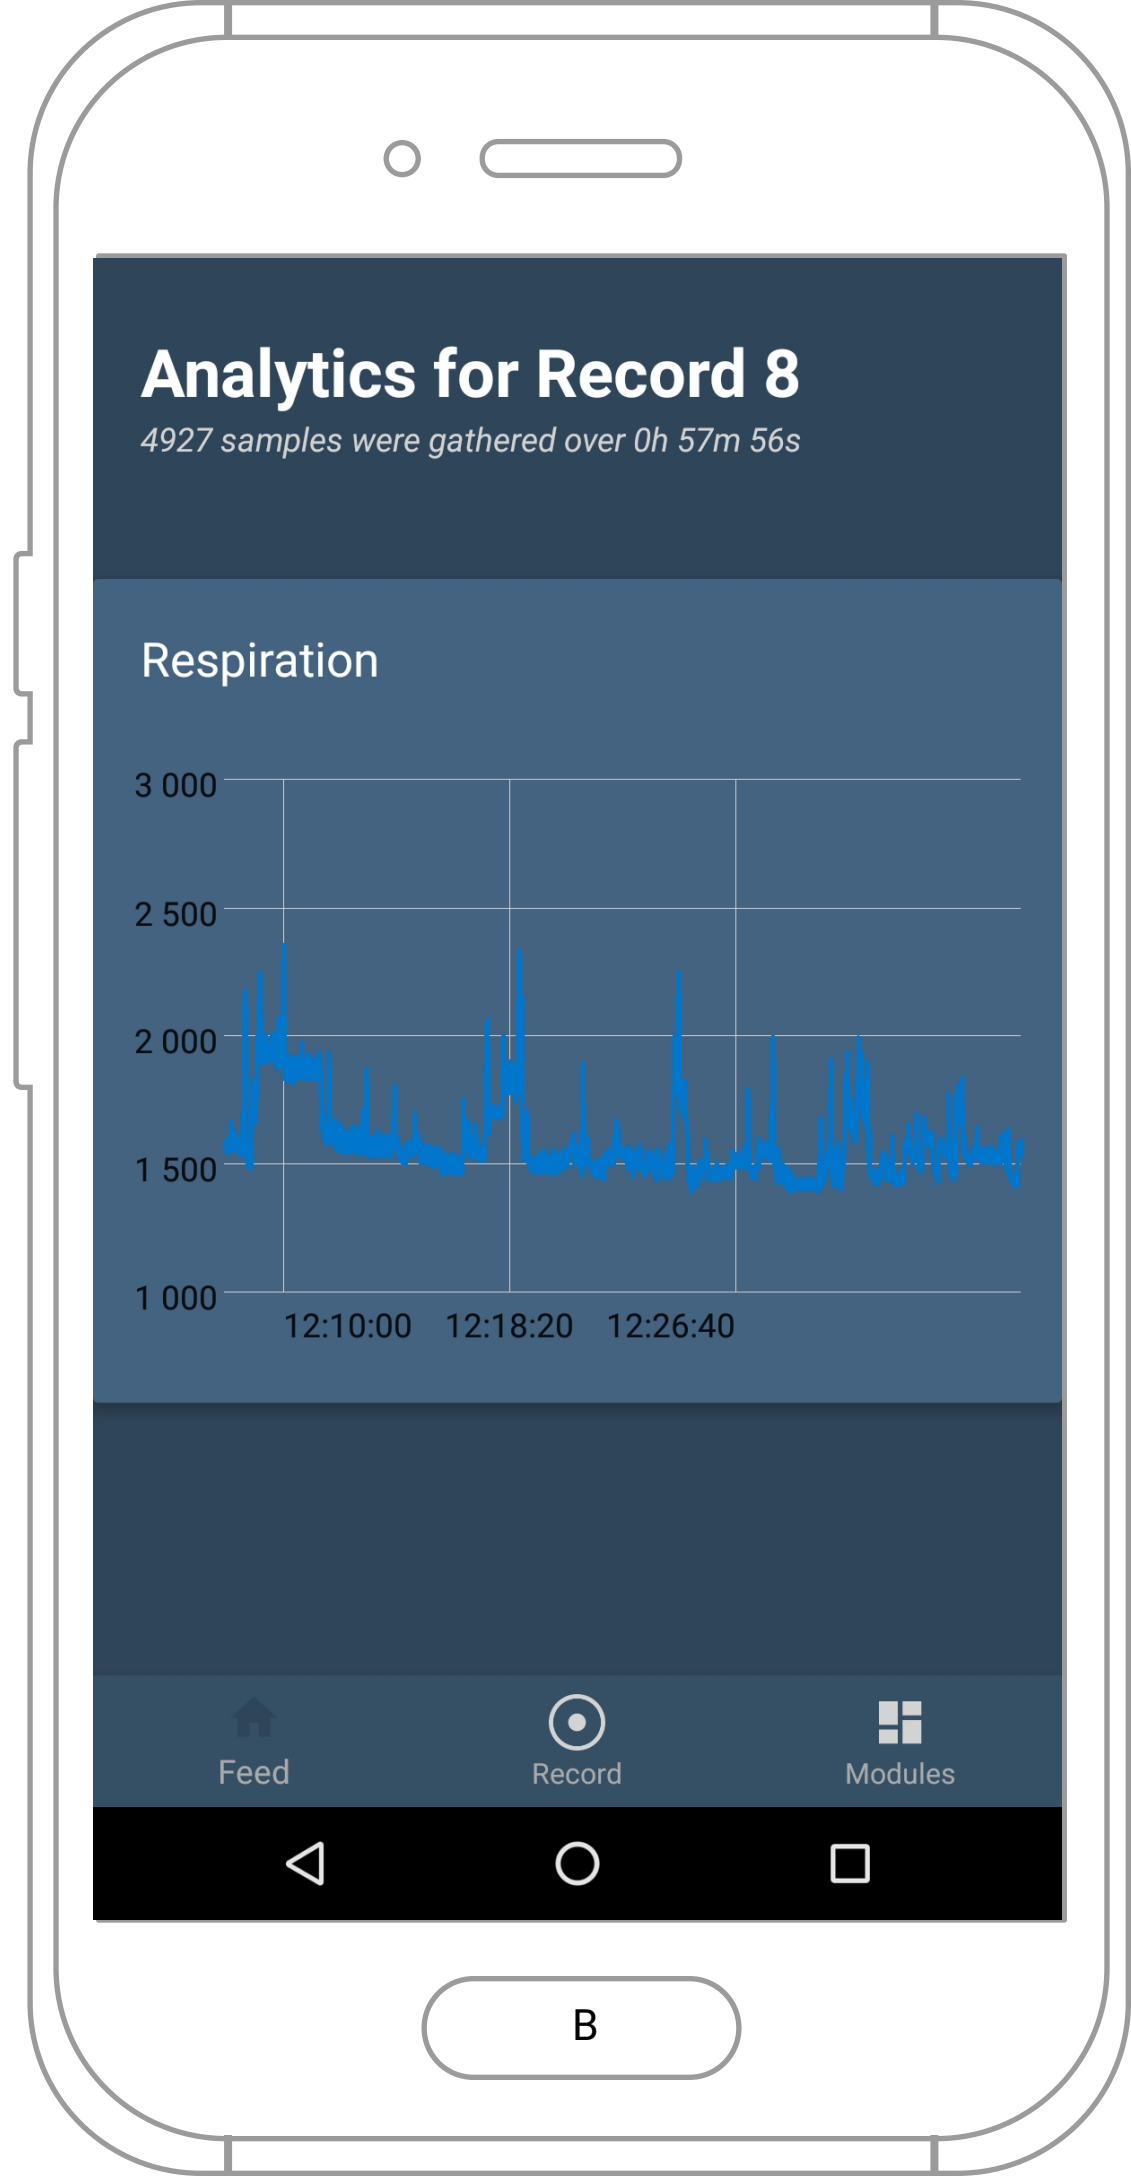 Analytics for Record 8
4927 samples were gathered over 0h 57m 56s
Respiration
3 000
2 500
2 000
1 500
1 000
12:10:00 12:18:20 12:26:40
Feed Record Modules
B